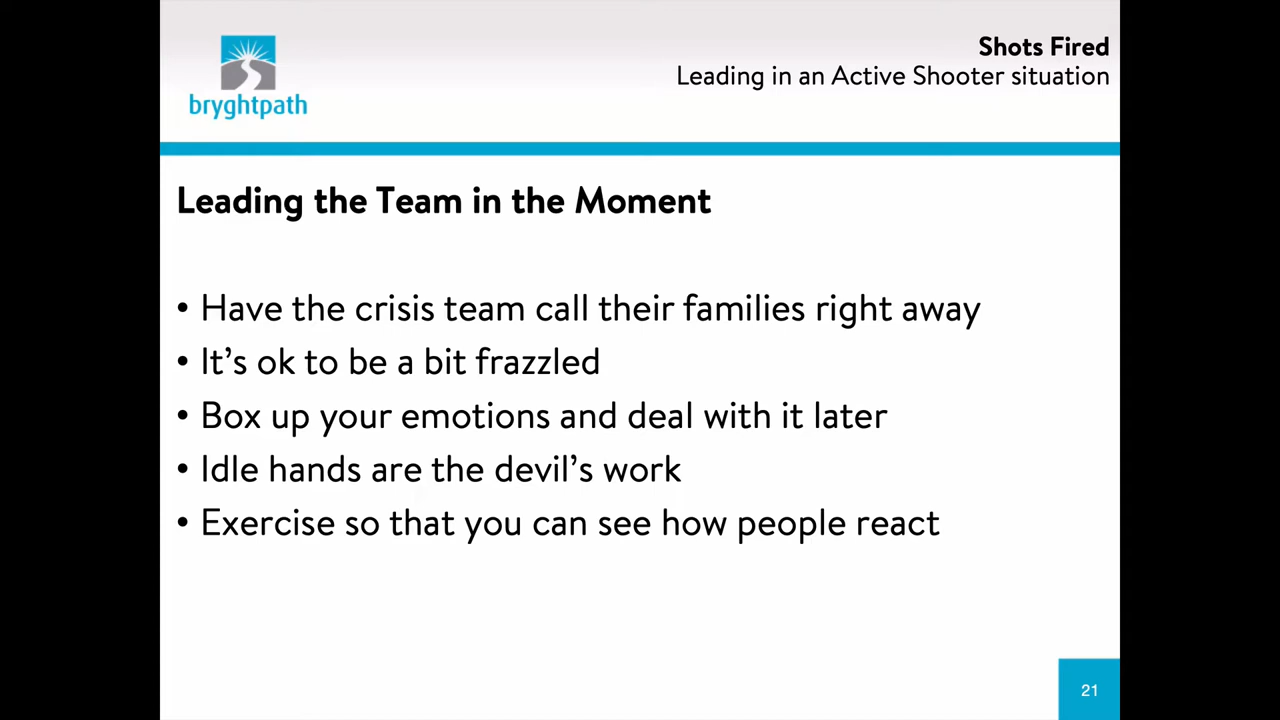 bryghtpath
Shots Fired
Leading in an Active Shooter situation
Leading the Team in the Moment
• Have the crisis team call their families right away
• It's ok to be a bit frazzled
• Box up your emotions and deal with it later
• Idle hands are the devil's work
• Exercise so that you can see how people react
21